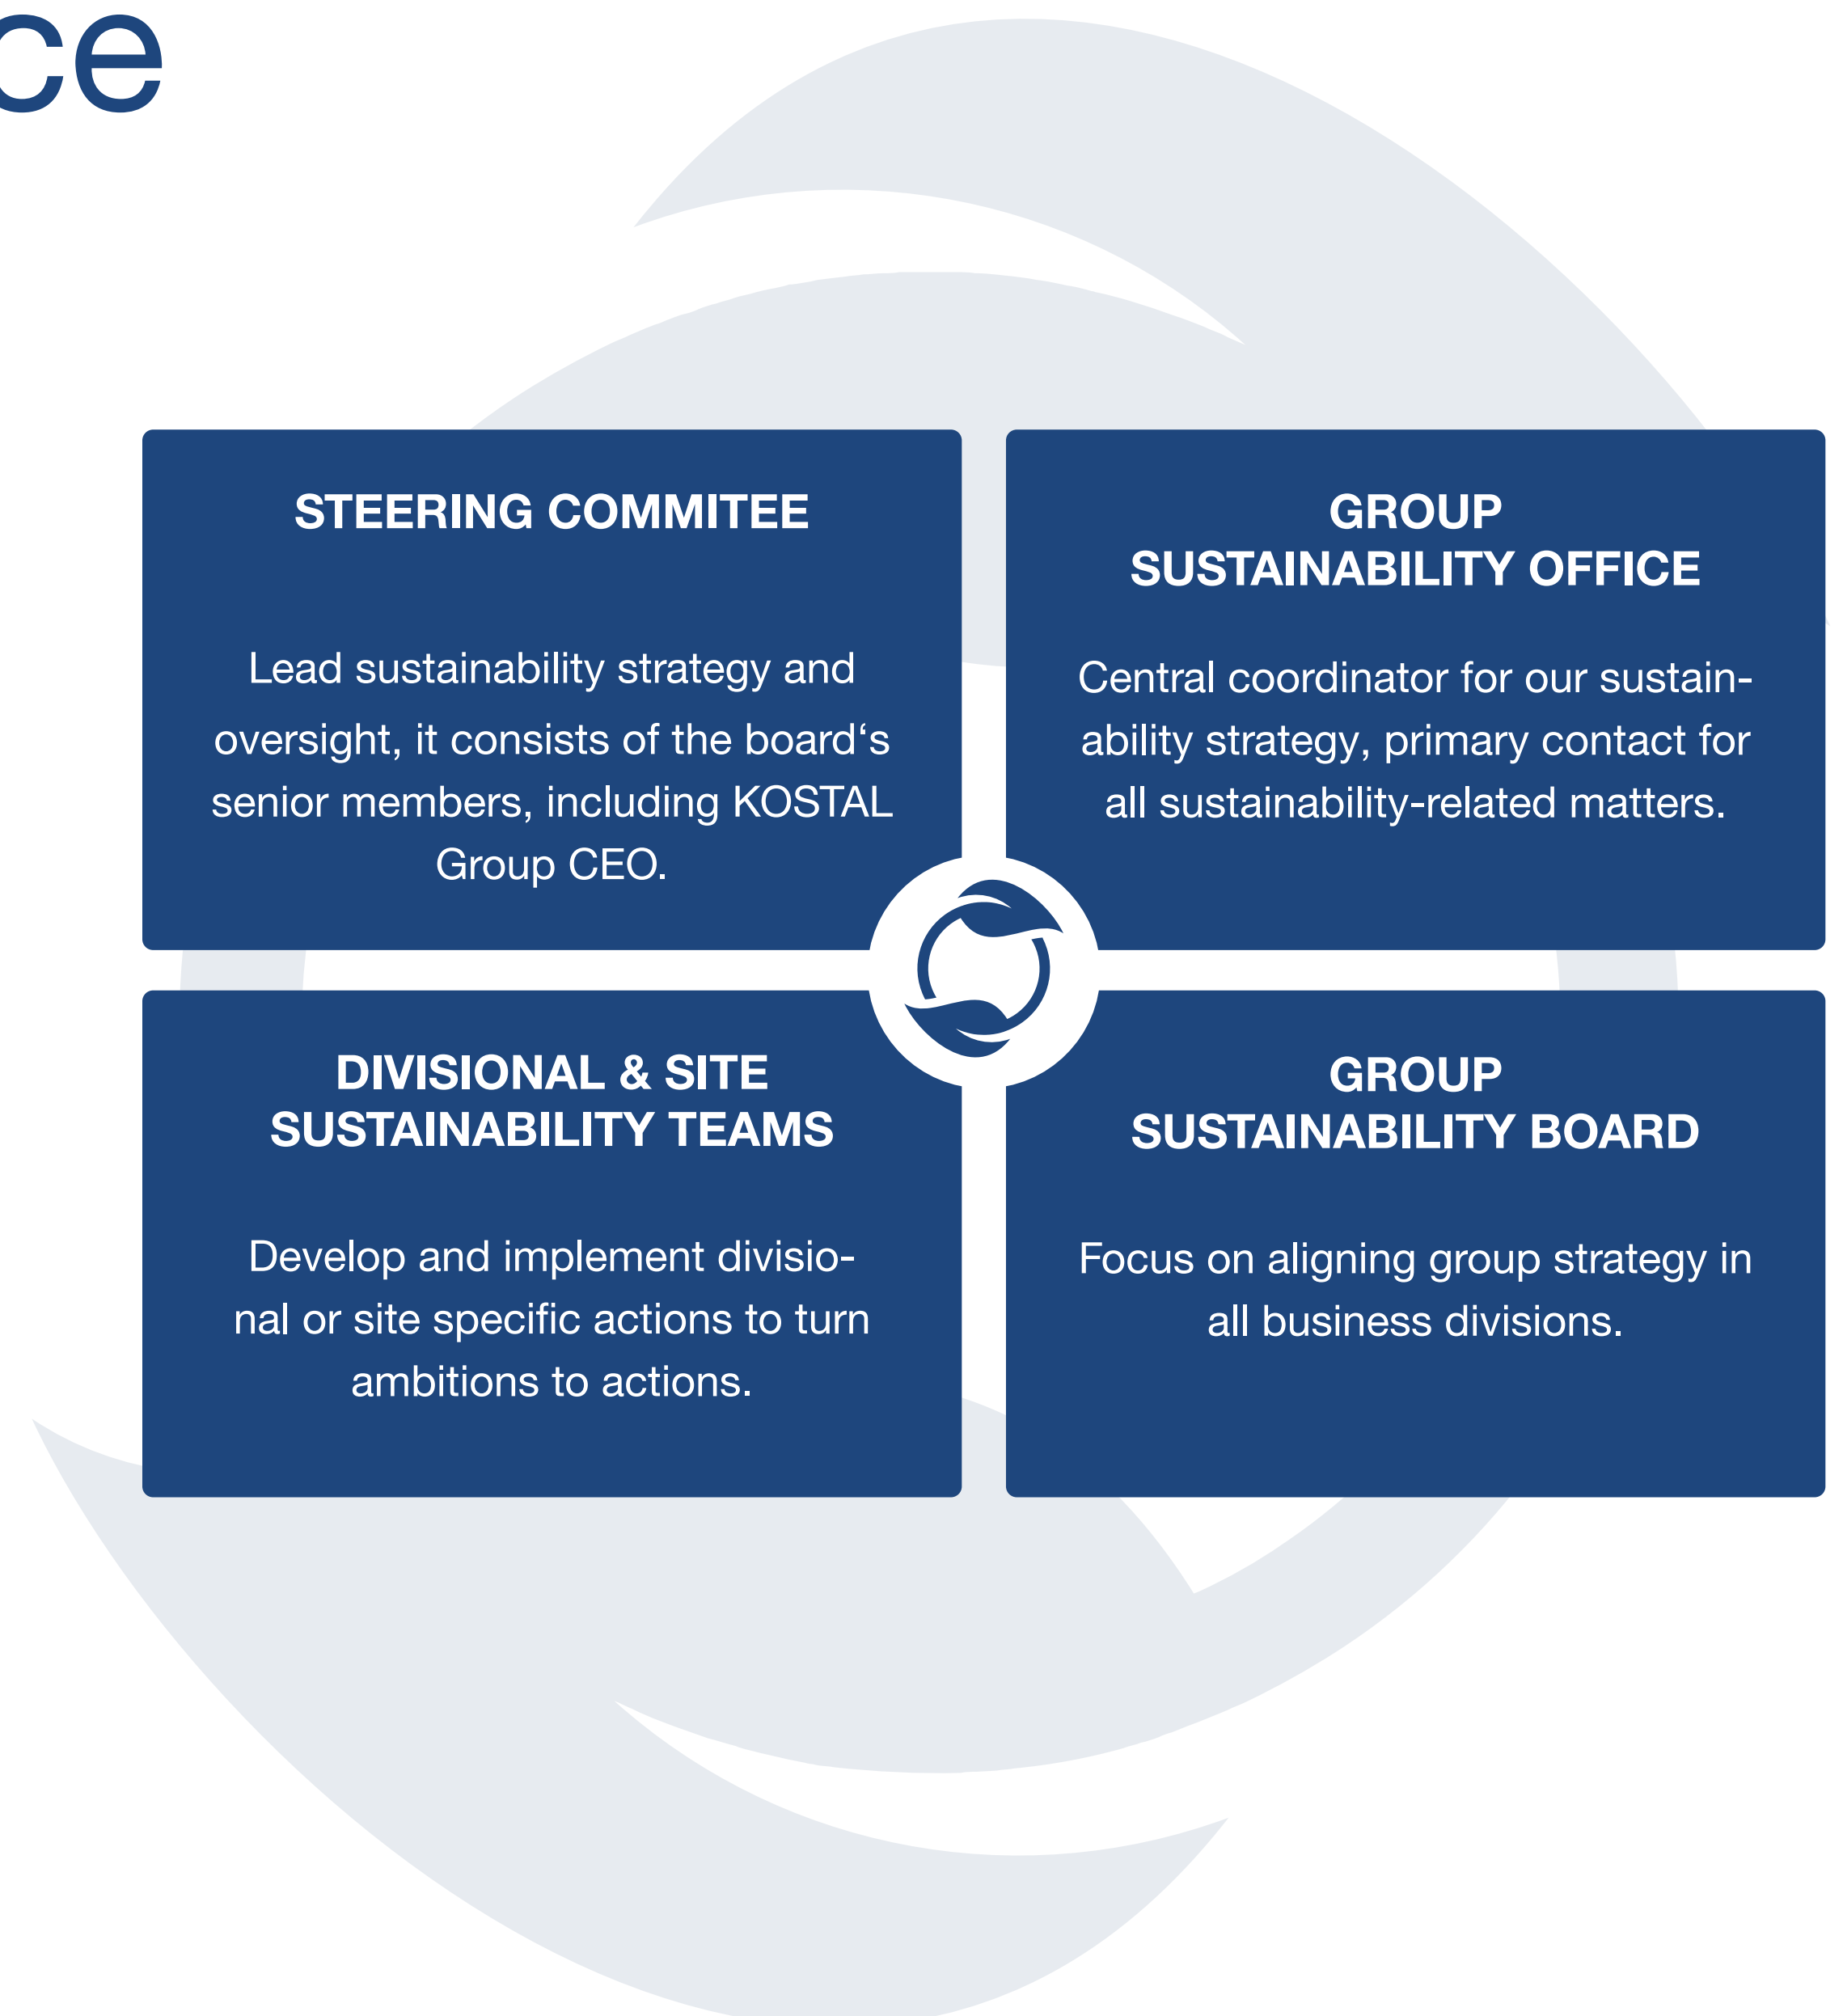 ce
STEERING COMMITEE
Lead sustainability strategy and
oversight, it consists of the board‘s
senior members, including KOSTAL
Group CEO.
GROUP
SUSTAINABILITY OFFICE
Central coordinator for our sustain-
ability strategy, primary contact for
all sustainability-related matters.
DIVISIONAL & SITE
SUSTAINABILITY TEAMS
Develop and implement divisio-
nal or site specific actions to turn
ambitions to actions.
GROUP
SUSTAINABILITY BOARD
Focus on aligning group strategy in
all business divisions.